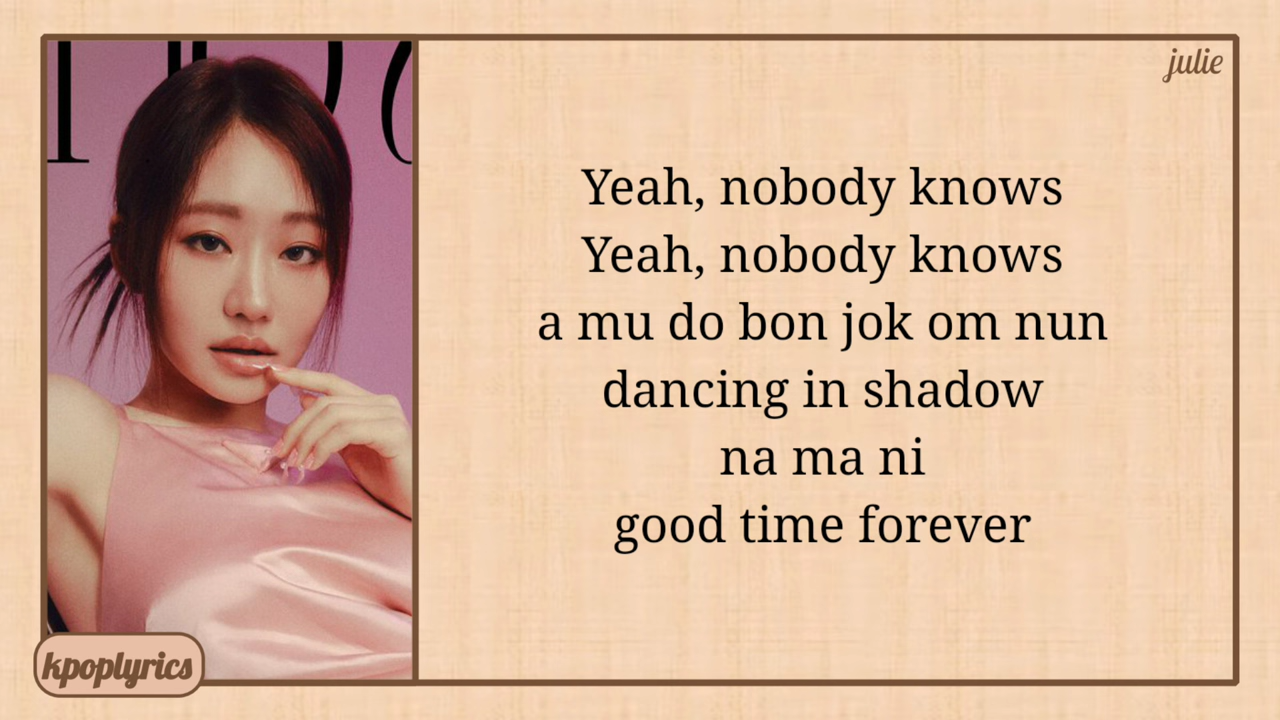 julie
Yeah, nobody knows
Yeah, nobody knows
a mu do bon jok om nun
dancing in shadow
na ma ni
good time forever
kpoplyrics